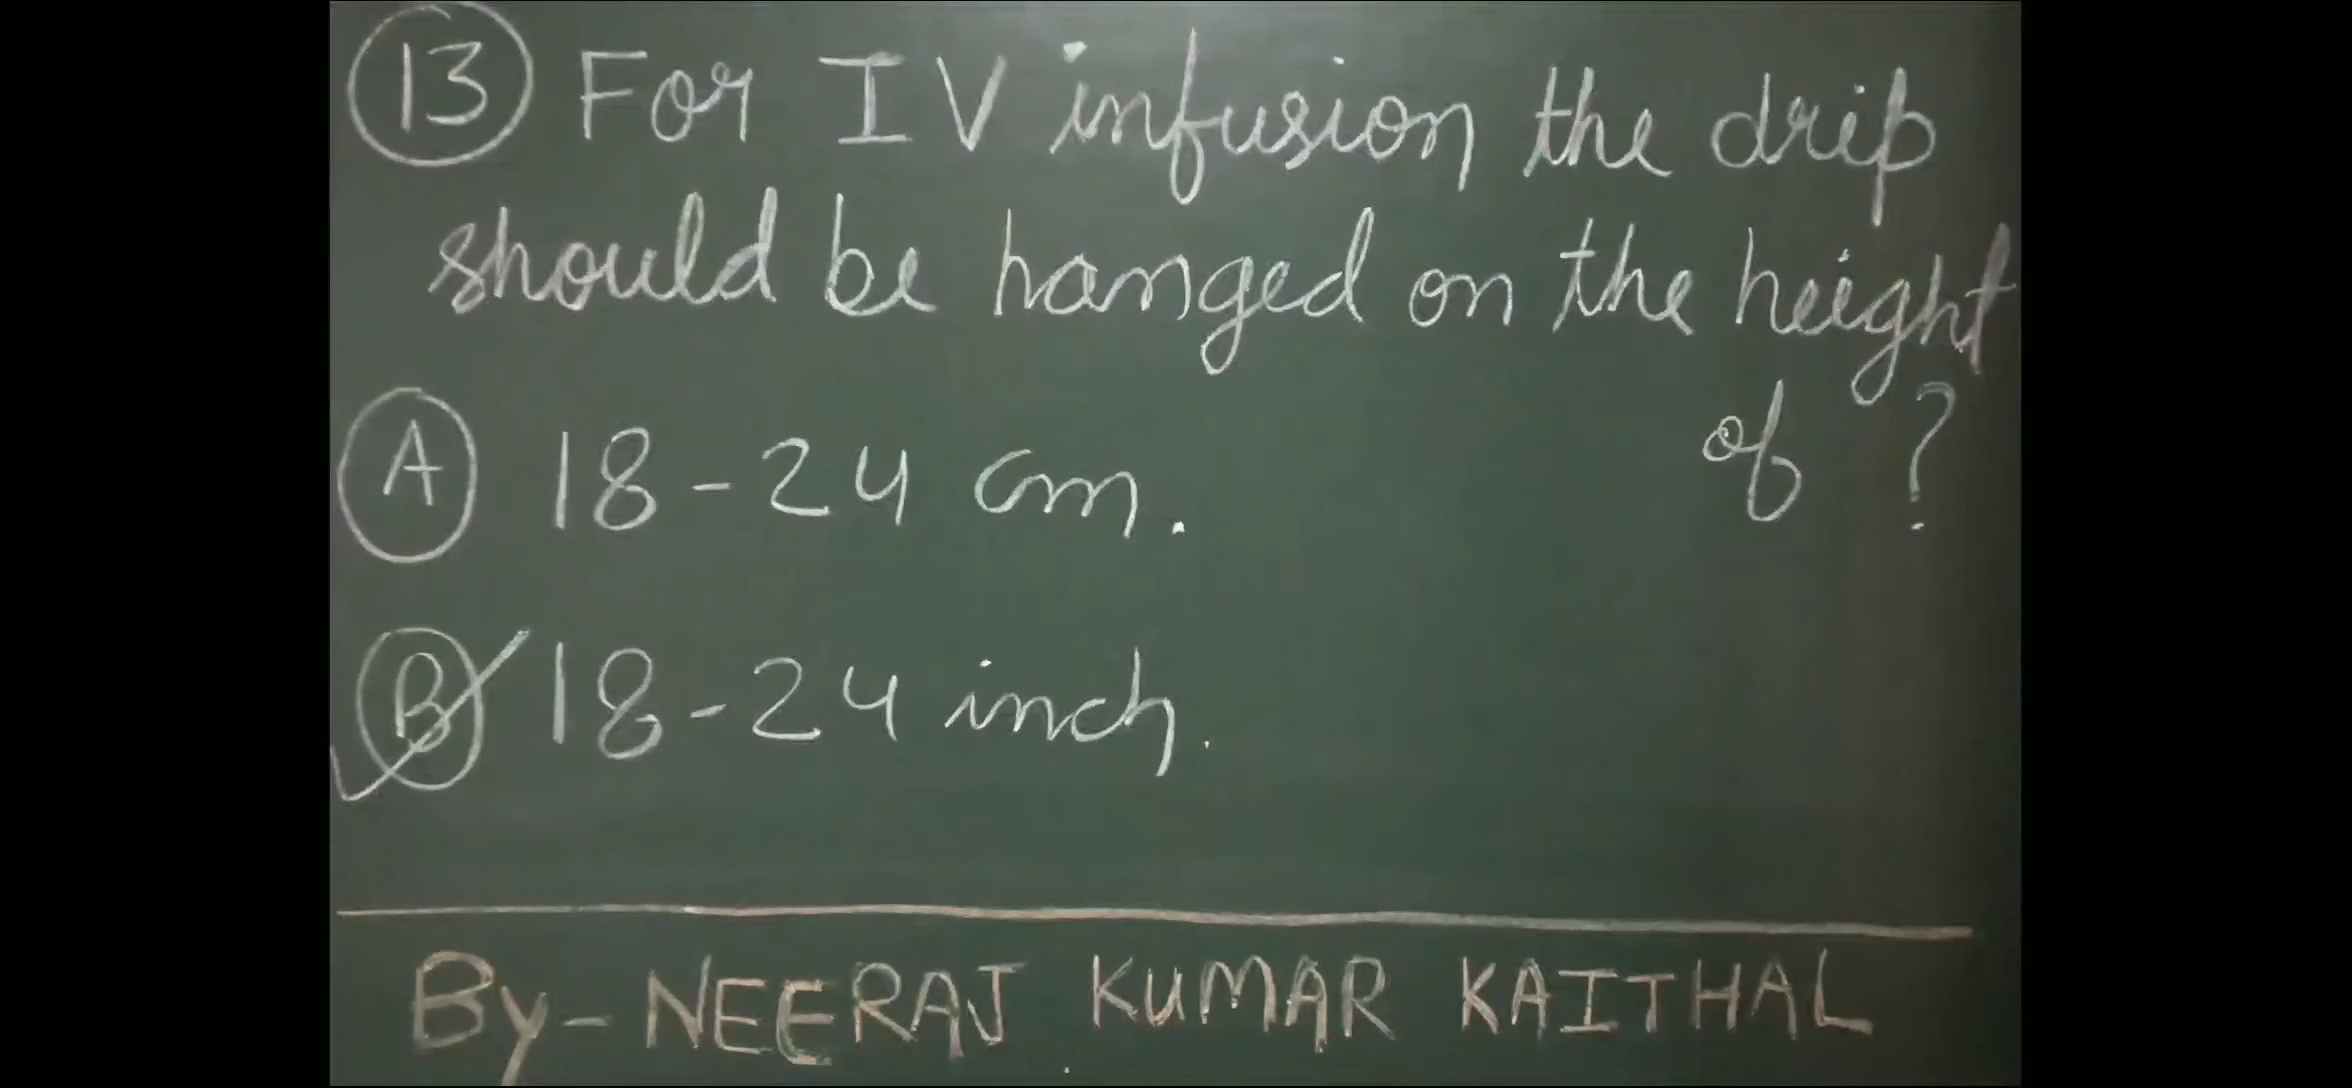 13 For IV infusion the drip
should be hanged on the height
of ?
A 18-24 cm.
B 18-24 inch.
By-NEERAJ KUMAR KAITHAL